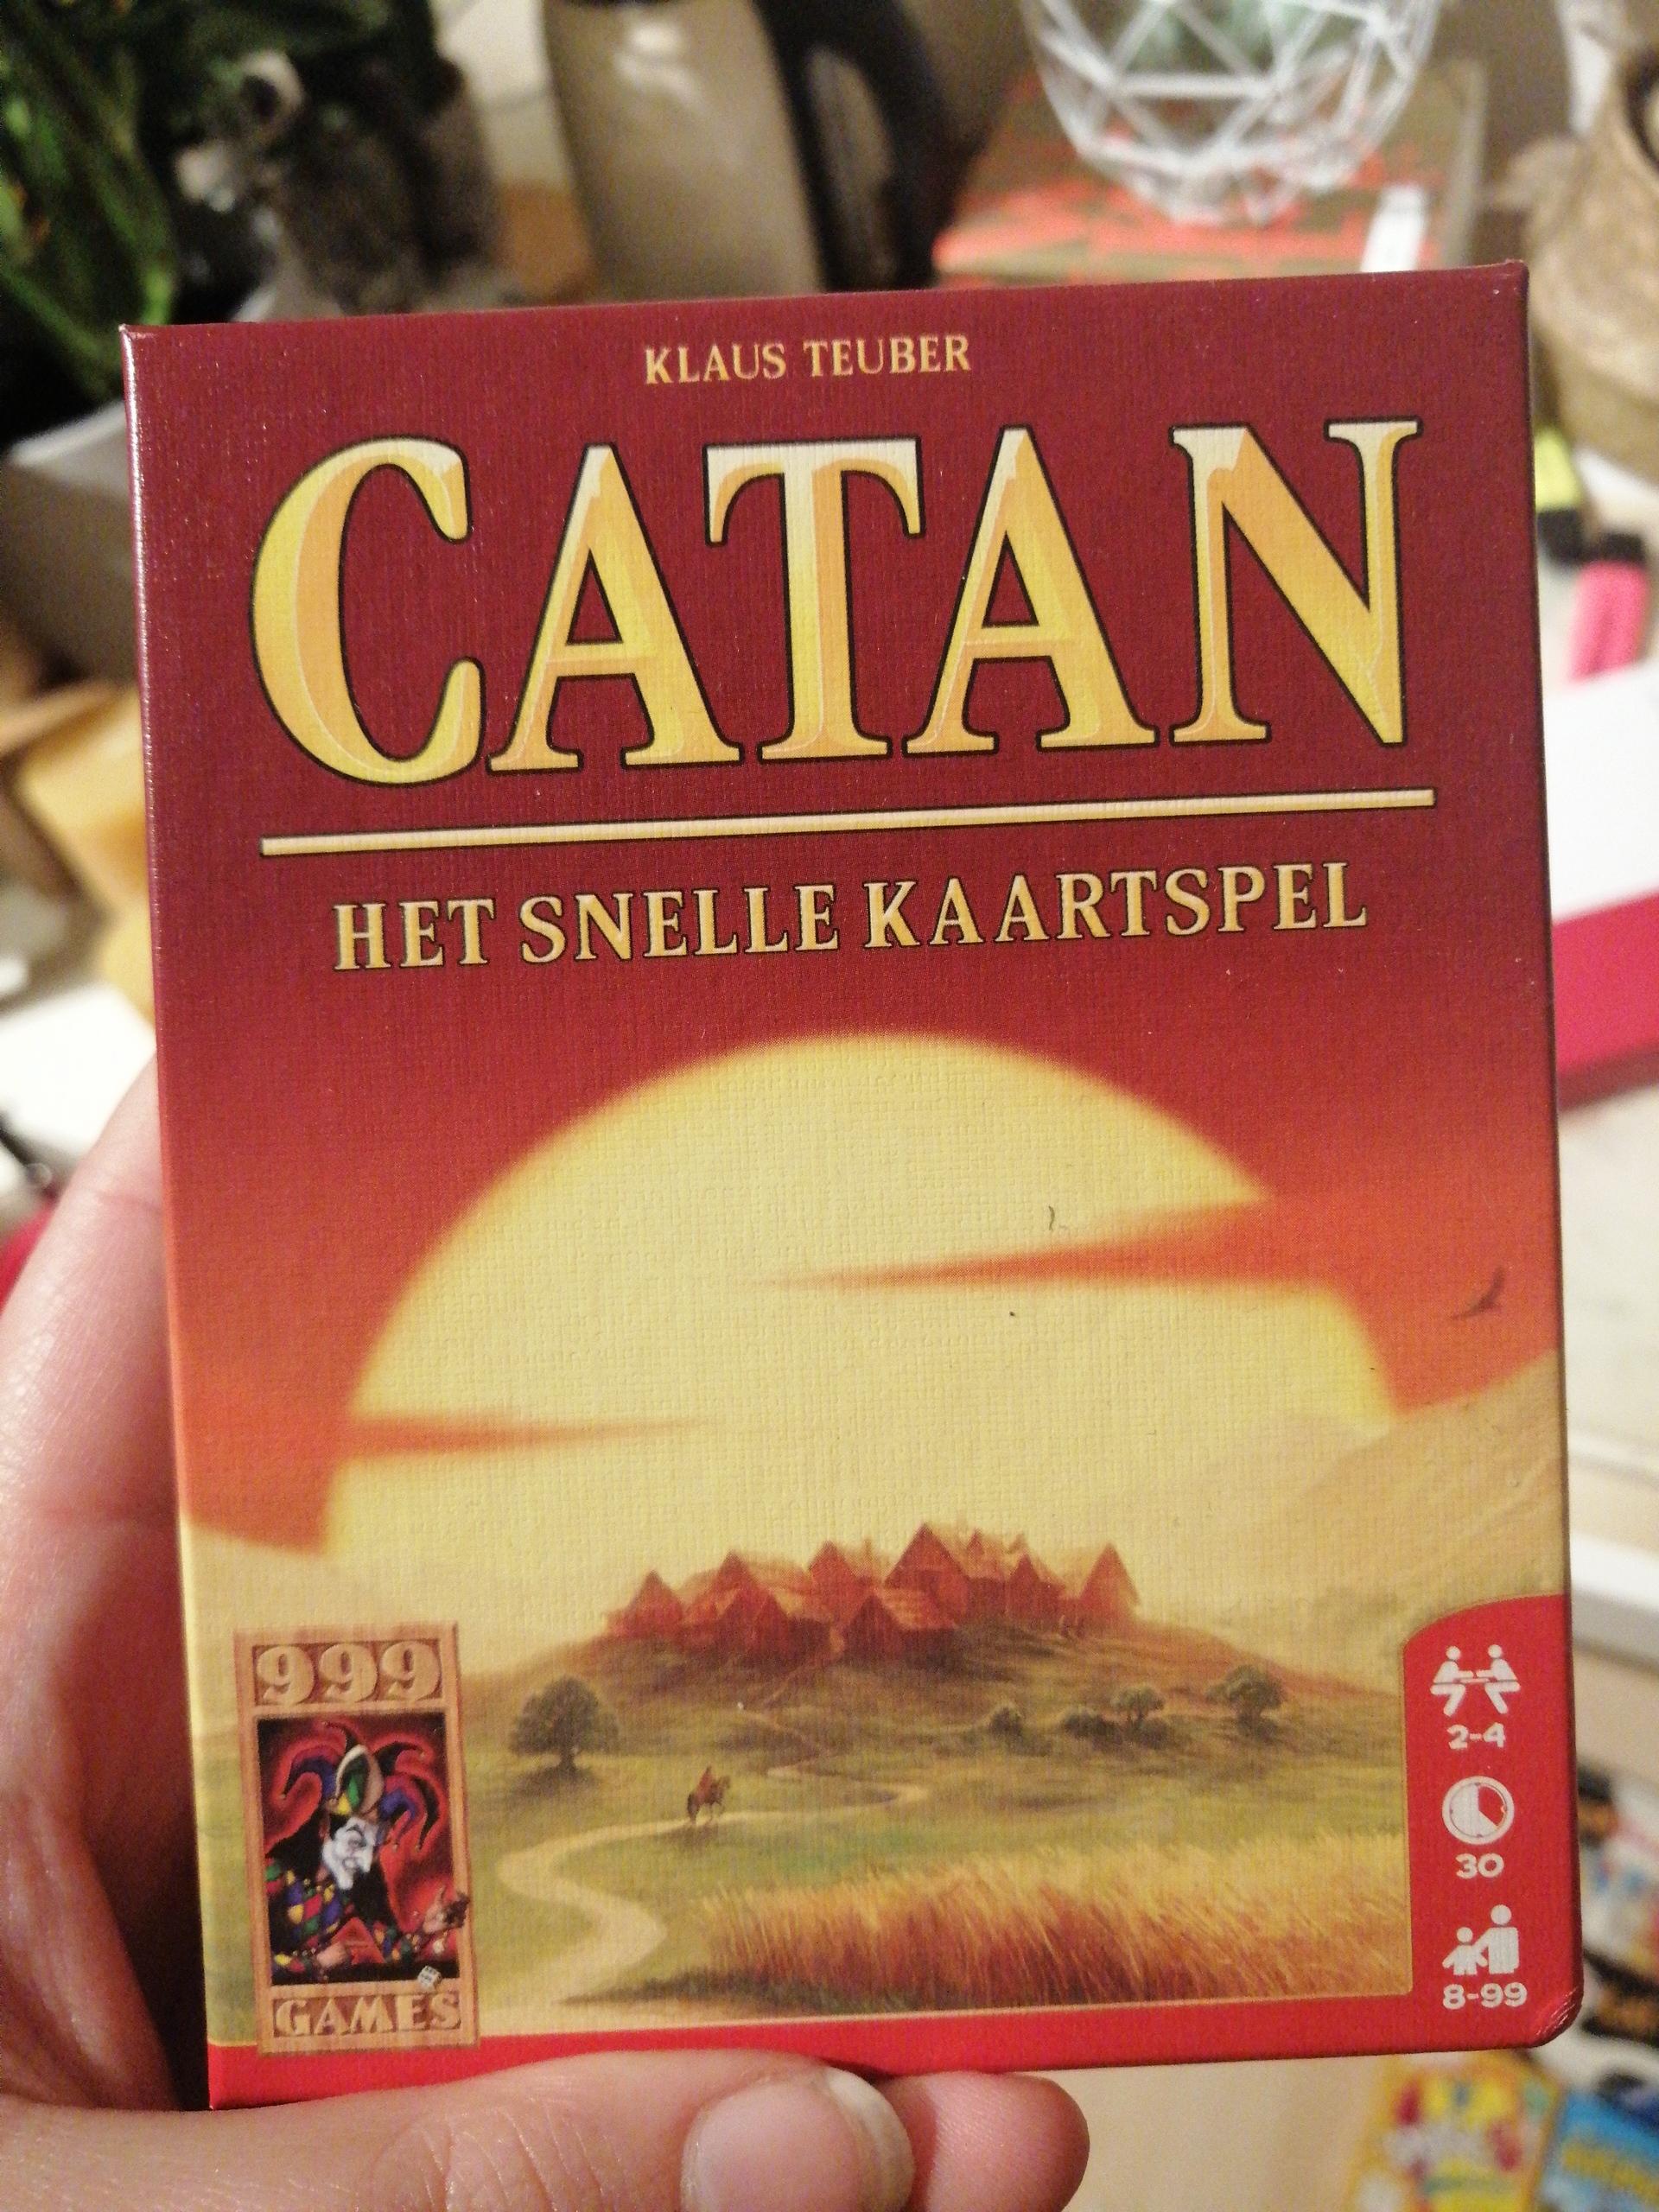 KLAUS TEUBER
CATAN
HET SNELLE KAARTSPEL
999
GAMES
2-4
30
8-99